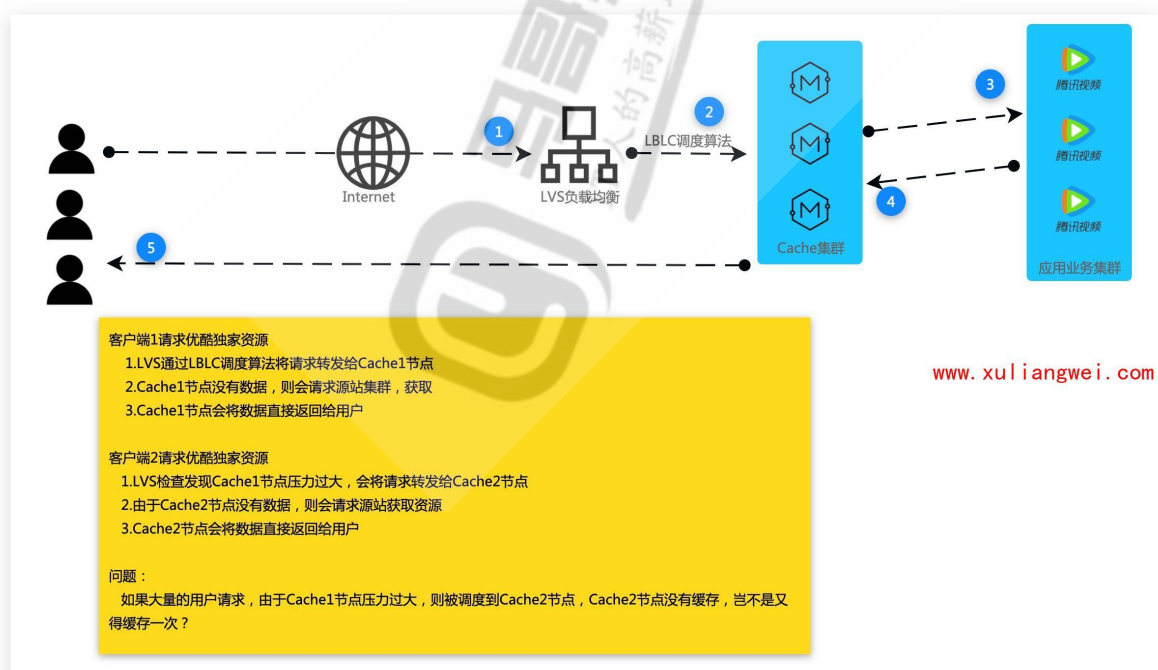 人的高薪
3
腾讯视频
2
1
LBLC调度算法
腾讯视频
Internet
LVS负载均衡
4
腾讯视频
5
Cache集群
应用业务集群
客户端1请求优酷独家资源
1.LVS通过LBLC调度算法将请求转发给Cache1节点
2.Cache1节点没有数据，则会请求源站集群，获取
3.Cache1节点会将数据直接返回给用户
www.xuliangwei.com
客户端2请求优酷独家资源
1.LVS检查发现Cache1节点压力过大，会将请求转发给Cache2节点
2.由于Cache2节点没有数据，则会请求源站获取资源
3.Cache2节点会将数据直接返回给用户
问题：
如果大量的用户请求，由于Cache1节点压力过大，则被调度到Cache2节点，Cache2节点没有缓存，岂不是又
得缓存一次？